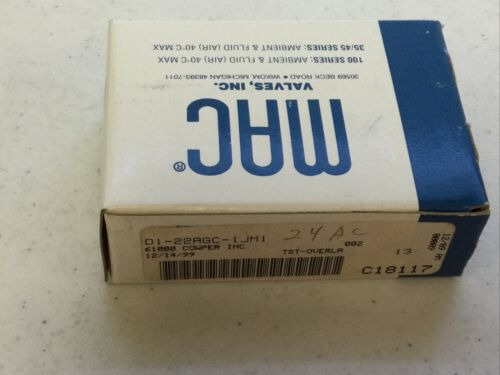 MAC®
VALVES, INC.
30569 BECK ROAD • WIXOM, MICHIGAN 48393-7011
100 SERIES: AMBIENT & FLUID (AIR) 40°C MAX
35/45 SERIES: AMBIENT & FLUID (AIR) 40°C MAX
D1-22AGC-1JM1
24 AC
61000 COWPER INC.
002
12/14/99
TST-OVERLA
13
C18117